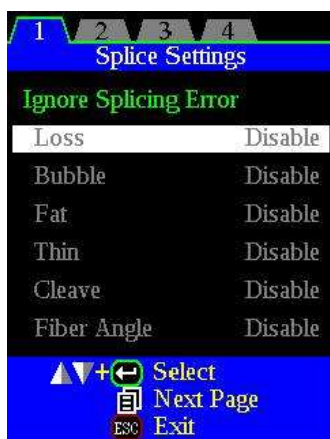 1 2 3 4
Splice Settings
Ignore Splicing Error
Loss Disable
Bubble Disable
Fat Disable
Thin Disable
Cleave Disable
Fiber Angle Disable
+ Select
Next Page
ESC Exit